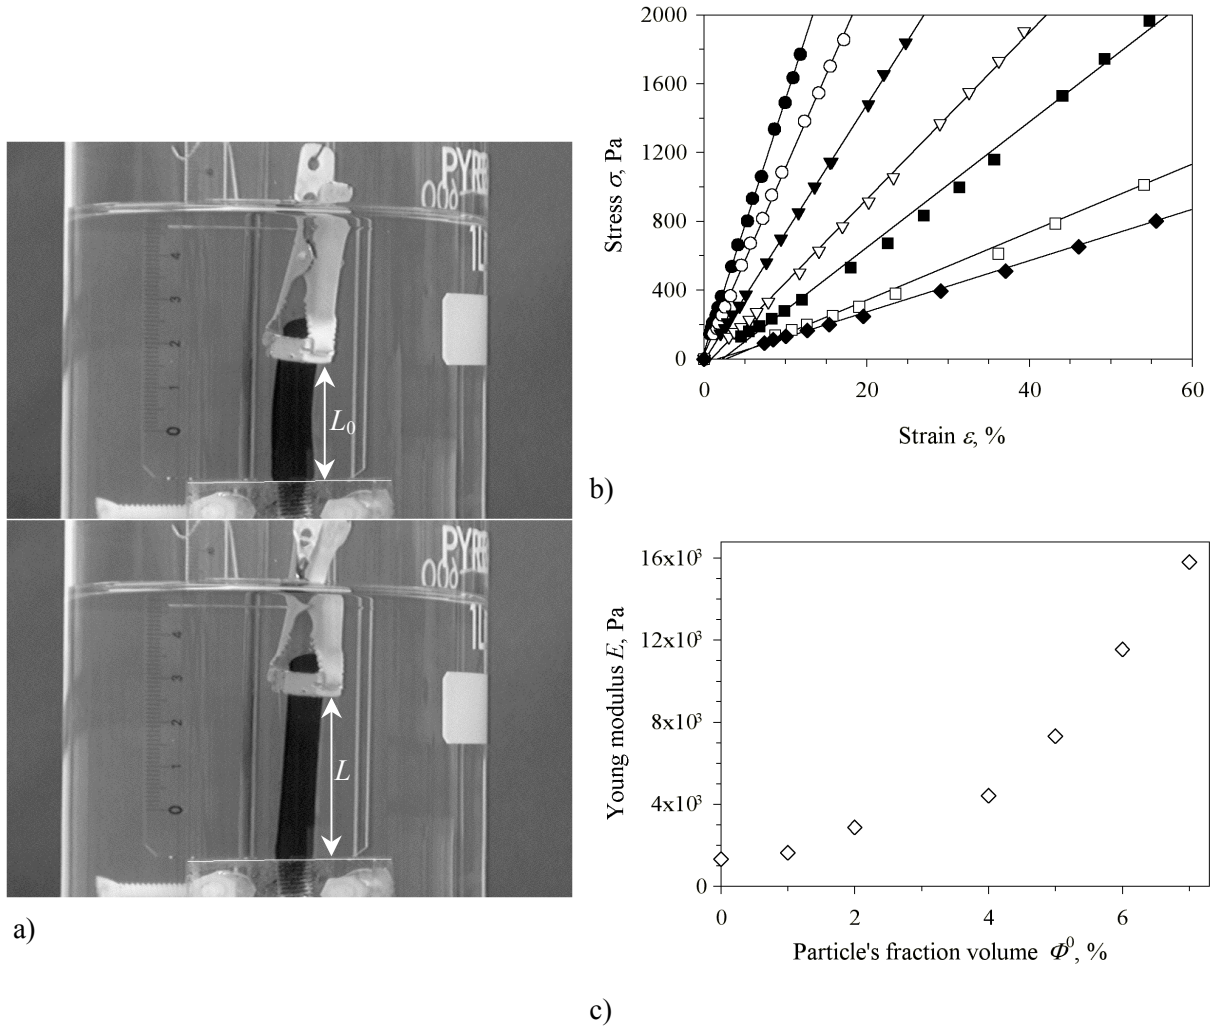 PYRE
1L
4
3
2
1
0
L₀
PYRE
1L
4
3
2
1
0
L
a)
2000
1600
1200
800
400
0
Stress σ, Pa
0
20
40
60
Strain ε, %
b)
16x10³
12x10³
8x10³
4x10³
0
Young modulus E, Pa
0
2
4
6
Particle's fraction volume Φ⁰, %
c)